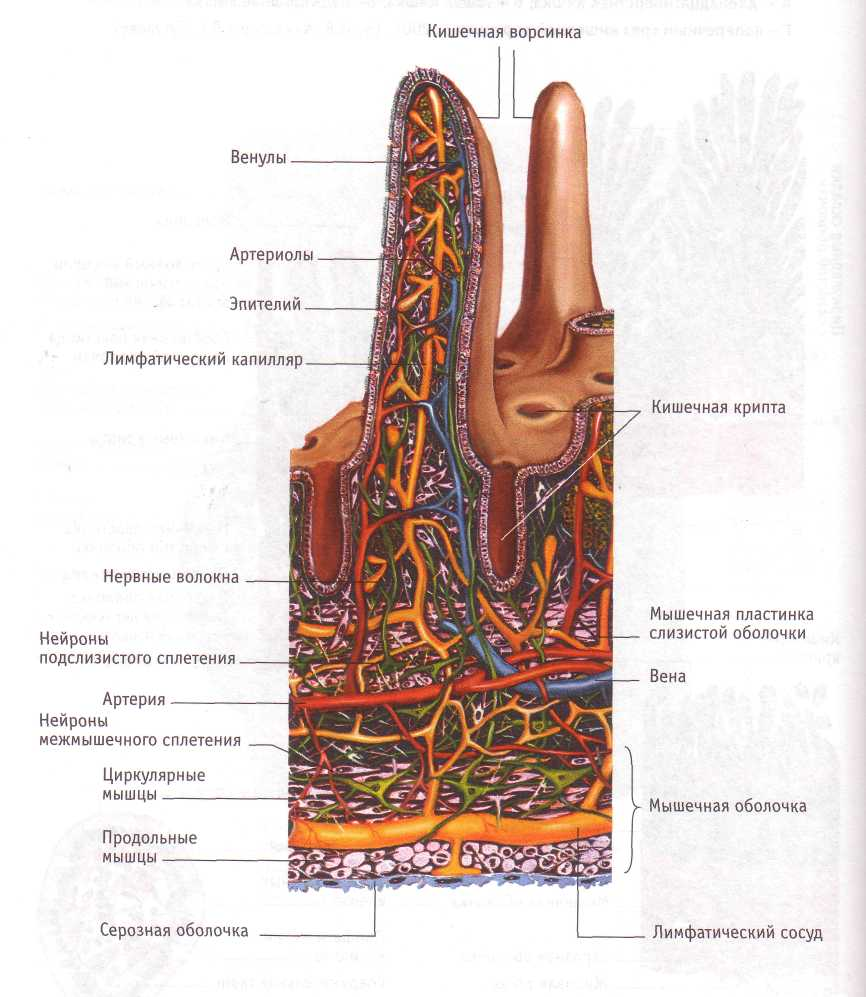 Кишечная ворсинка
Венулы
Артериолы
Эпителий
Лимфатический капилляр
Кишечная крипта
Нервные волокна
Мышечная пластинка
слизистой оболочки
Нейроны
подслизистого сплетения
Вена
Артерия
Нейроны
межмышечного сплетения
Циркулярные
мышцы
Мышечная оболочка
Продольные
мышцы
Серозная оболочка
Лимфатический сосуд